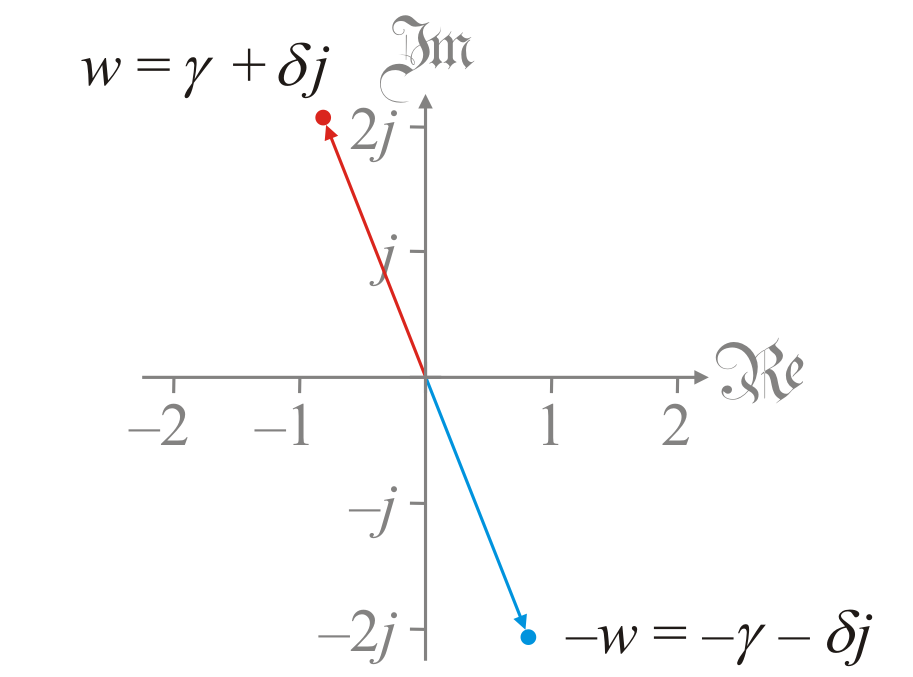 ℑm
w = γ + δj
2j
j
ℜe
–2 –1 1 2
–j
–2j
–w = –γ – δj